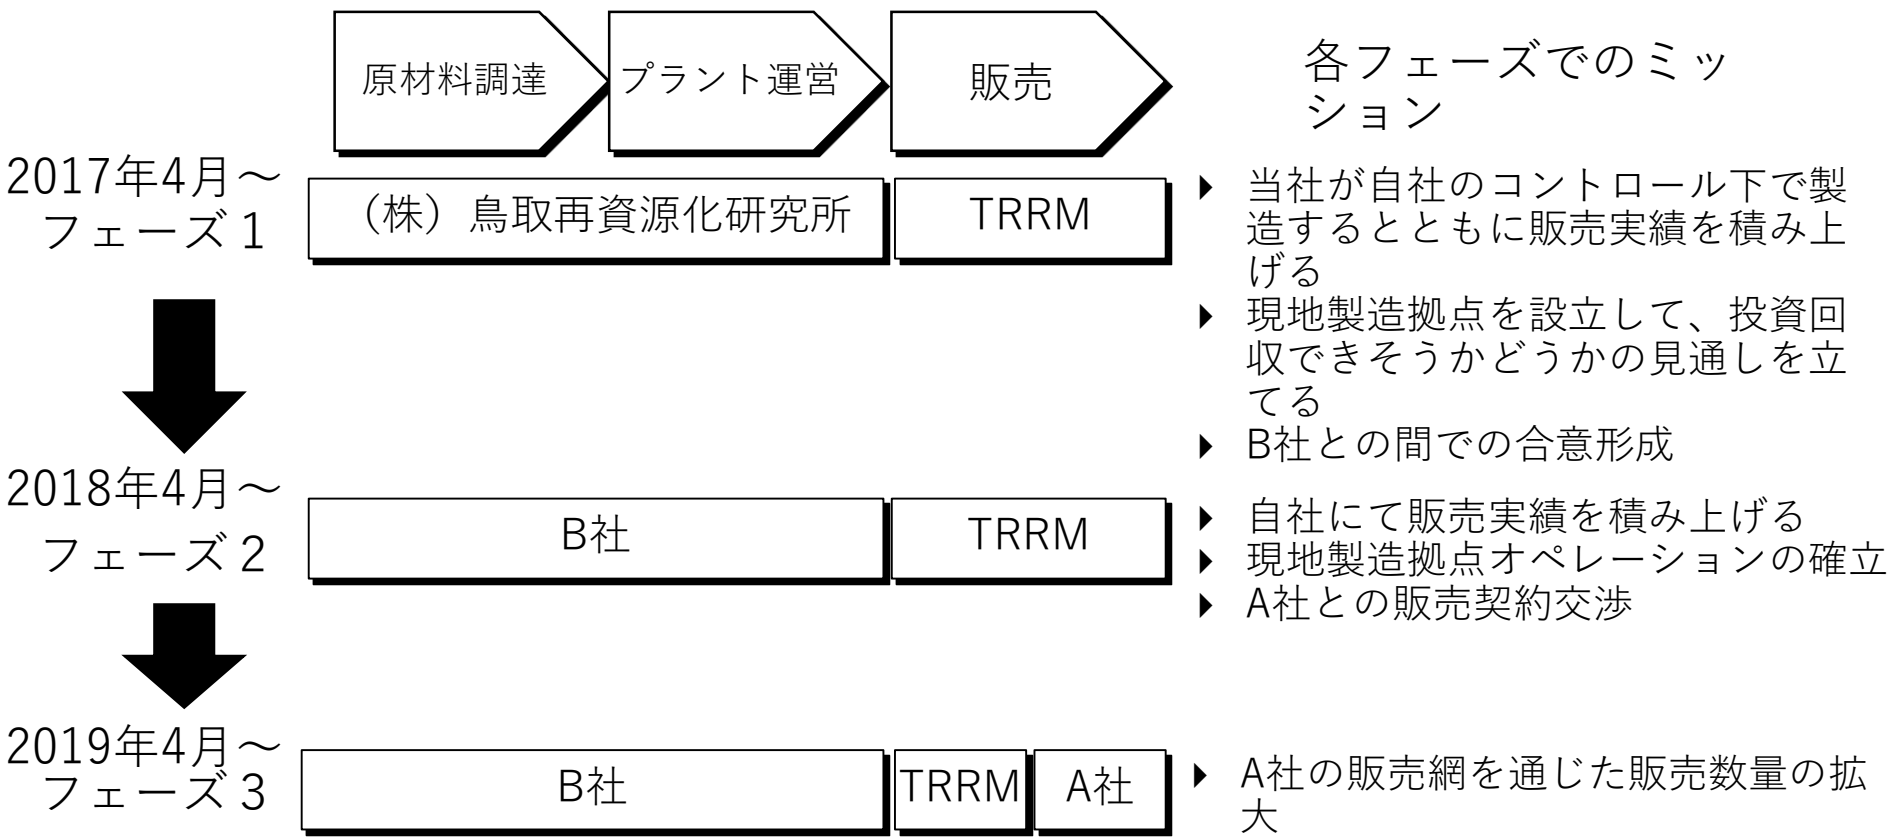 原材料調達
プラント運営
販売
各フェーズでのミッ
ション
2017年4月～
フェーズ１
（株）鳥取再資源化研究所
TRRM
当社が自社のコントロール下で製
造するとともに販売実績を積み上
げる
現地製造拠点を設立して、投資回
収できそうかどうかの見通しを立
てる
B社との間での合意形成
2018年4月～
フェーズ２
B社
TRRM
自社にて販売実績を積み上げる
現地製造拠点オペレーションの確立
A社との販売契約交渉
2019年4月～
フェーズ３
B社
TRRM
A社
A社の販売網を通じた販売数量の拡
大